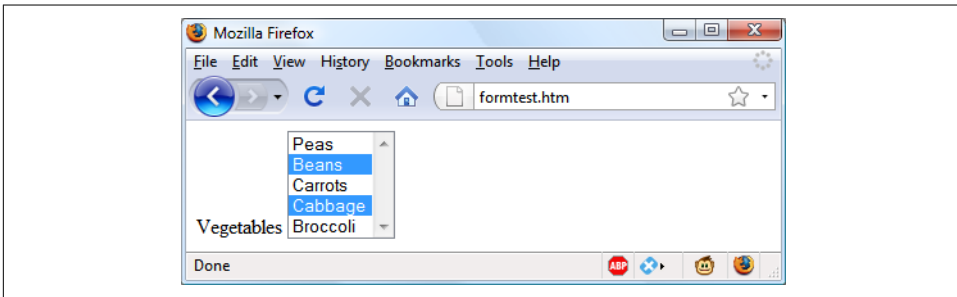 Mozilla Firefox
File Edit View History Bookmarks Tools Help
formtest.htm
Peas
Beans
Carrots
Cabbage
Vegetables Broccoli
Done
ABP